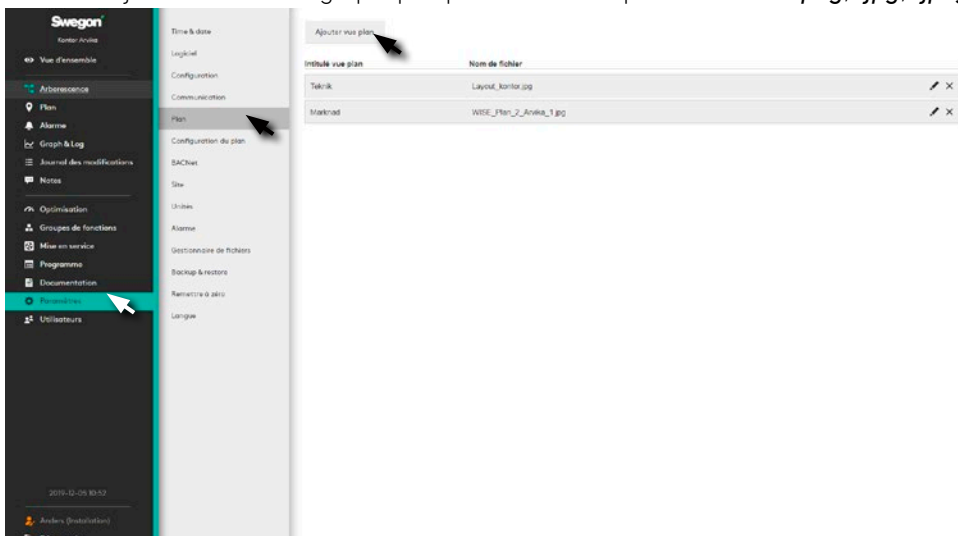 Swegon
Kontor Arvika
Vue d'ensemble
Arborescence
Plan
Alarme
Graph & Log
Journal des modifications
Notes
Optimisation
Groupes de fonctions
Mise en service
Programme
Documentation
Paramètres
Utilisateurs
2019-12-05 10:52
Anders (Installation)
Time & date
Logiciel
Configuration
Communication
Plan
Configuration du plan
BACNet
Site
Unités
Alarme
Gestionnaire de fichiers
Backup & restore
Remettre à zéro
Langue
Ajouter vue plan
Intitulé vue plan Nom de fichier
Teknik Layout_kontor.jpg
Marknad WISE_Plan_2_Arvika_1.jpg